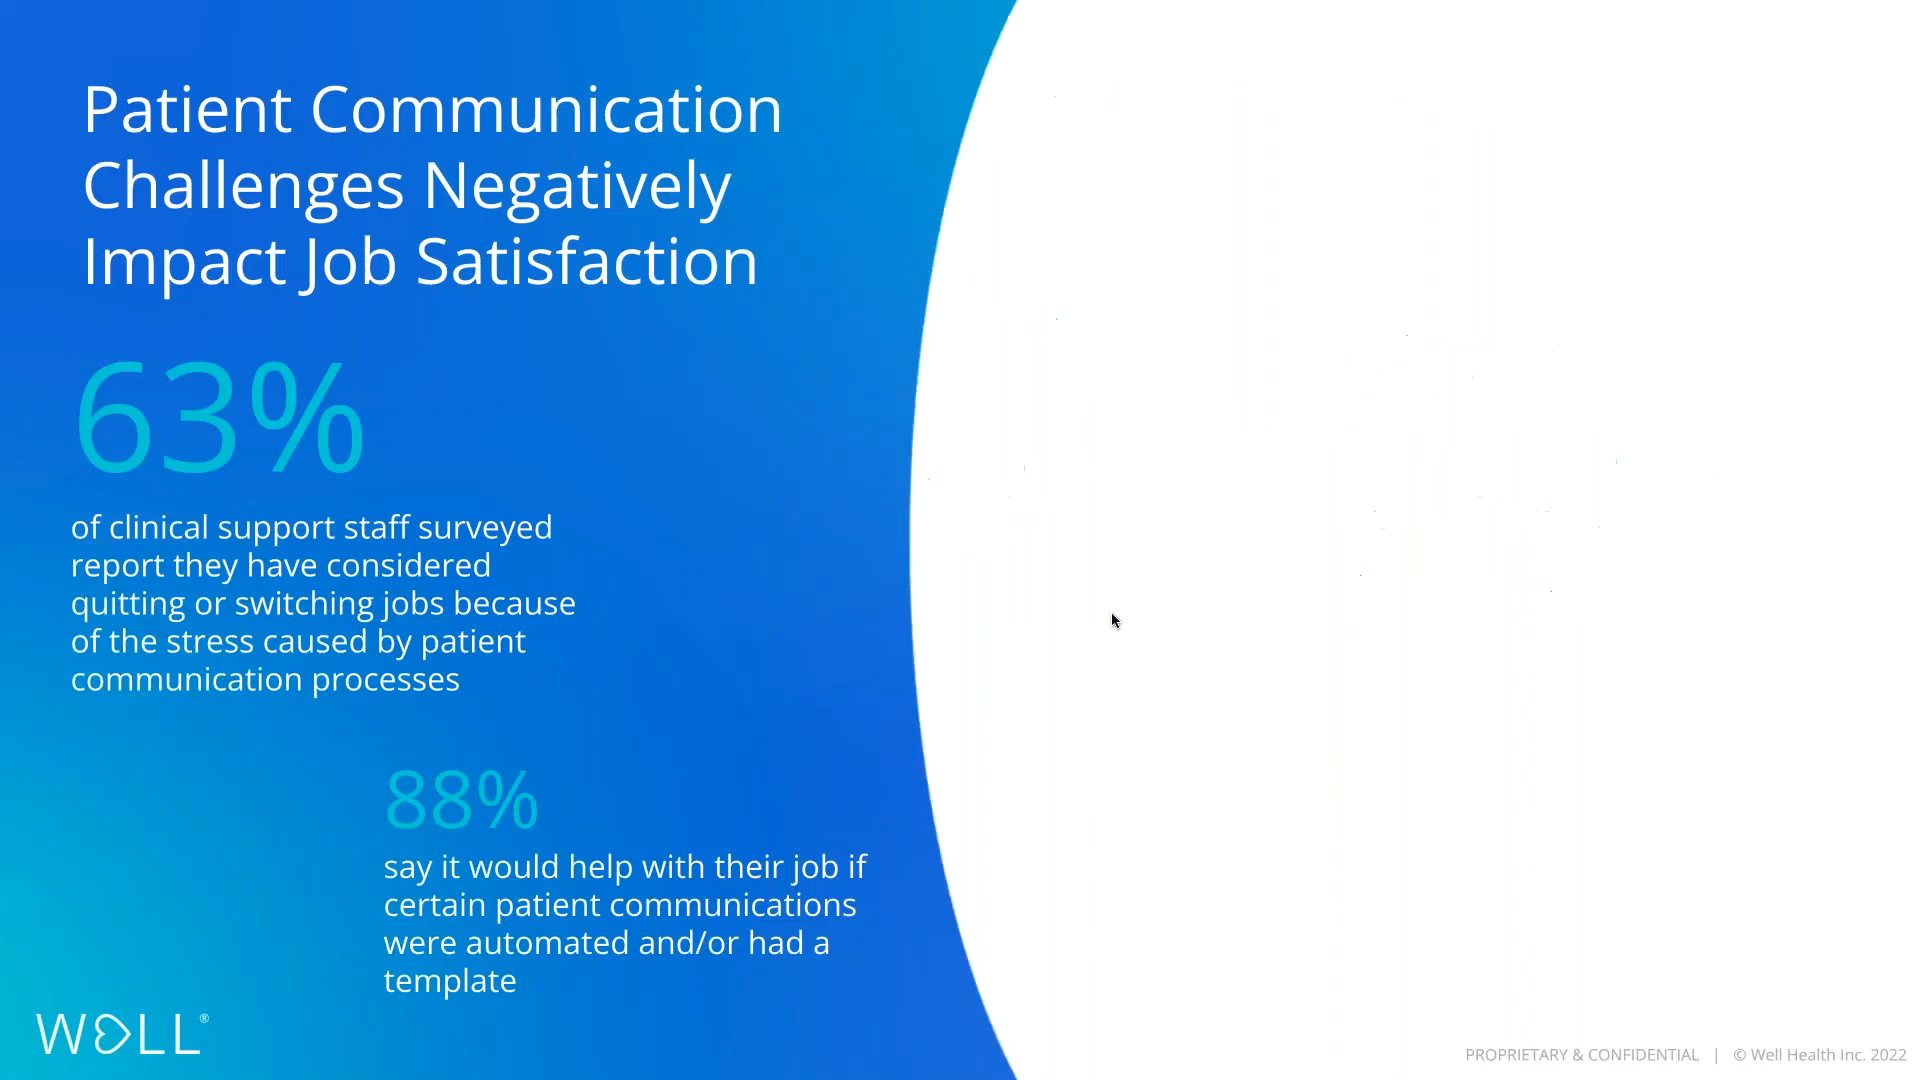 Patient Communication
Challenges Negatively
Impact Job Satisfaction
63%
of clinical support staff surveyed
report they have considered
quitting or switching jobs because
of the stress caused by patient
communication processes
88%
say it would help with their job if
certain patient communications
were automated and/or had a
template
WELL®
PROPRIETARY & CONFIDENTIAL | © Well Health Inc. 2022